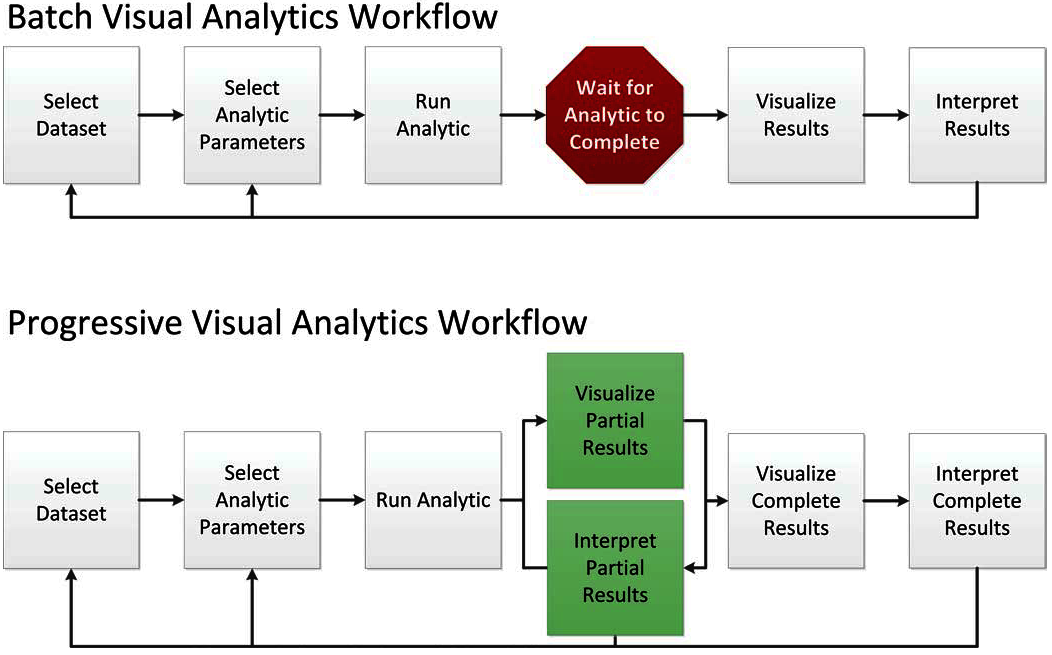 Batch Visual Analytics Workflow
Select
Dataset
Select
Analytic
Parameters
Run
Analytic
Wait for
Analytic to
Complete
Visualize
Results
Interpret
Results
Progressive Visual Analytics Workflow
Select
Dataset
Select
Analytic
Parameters
Run Analytic
Visualize
Partial
Results
Interpret
Partial
Results
Visualize
Complete
Results
Interpret
Complete
Results